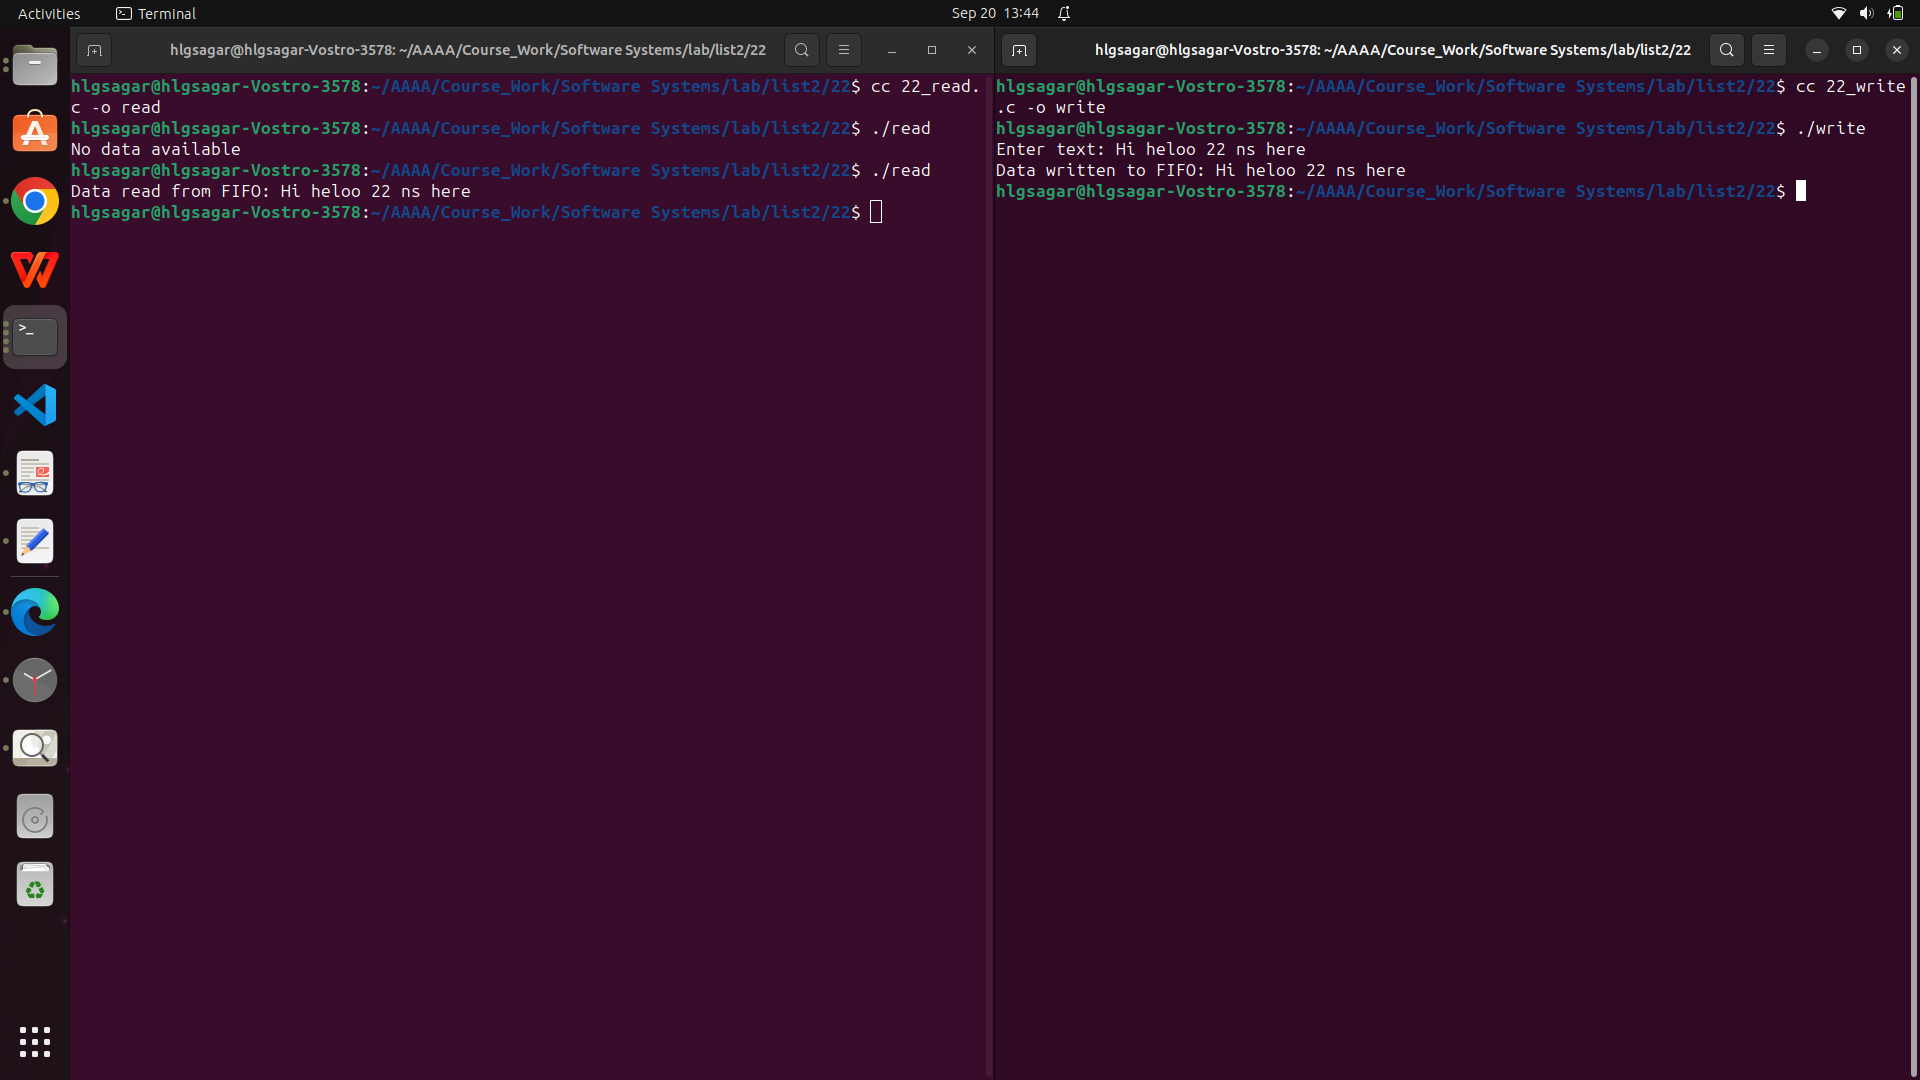 Activities
Terminal
Sep 20 13:44
hlgsagar@hlgsagar-Vostro-3578: ~/AAAA/Course_Work/Software Systems/lab/list2/22
hlgsagar@hlgsagar-Vostro-3578:~/AAAA/Course_Work/Software Systems/lab/list2/22$ cc 22_read.
c -o read
hlgsagar@hlgsagar-Vostro-3578:~/AAAA/Course_Work/Software Systems/lab/list2/22$ ./read
No data available
hlgsagar@hlgsagar-Vostro-3578:~/AAAA/Course_Work/Software Systems/lab/list2/22$ ./read
Data read from FIFO: Hi heloo 22 ns here
hlgsagar@hlgsagar-Vostro-3578:~/AAAA/Course_Work/Software Systems/lab/list2/22$
hlgsagar@hlgsagar-Vostro-3578: ~/AAAA/Course_Work/Software Systems/lab/list2/22
hlgsagar@hlgsagar-Vostro-3578:~/AAAA/Course_Work/Software Systems/lab/list2/22$ cc 22_write
.c -o write
hlgsagar@hlgsagar-Vostro-3578:~/AAAA/Course_Work/Software Systems/lab/list2/22$ ./write
Enter text: Hi heloo 22 ns here
Data written to FIFO: Hi heloo 22 ns here
hlgsagar@hlgsagar-Vostro-3578:~/AAAA/Course_Work/Software Systems/lab/list2/22$